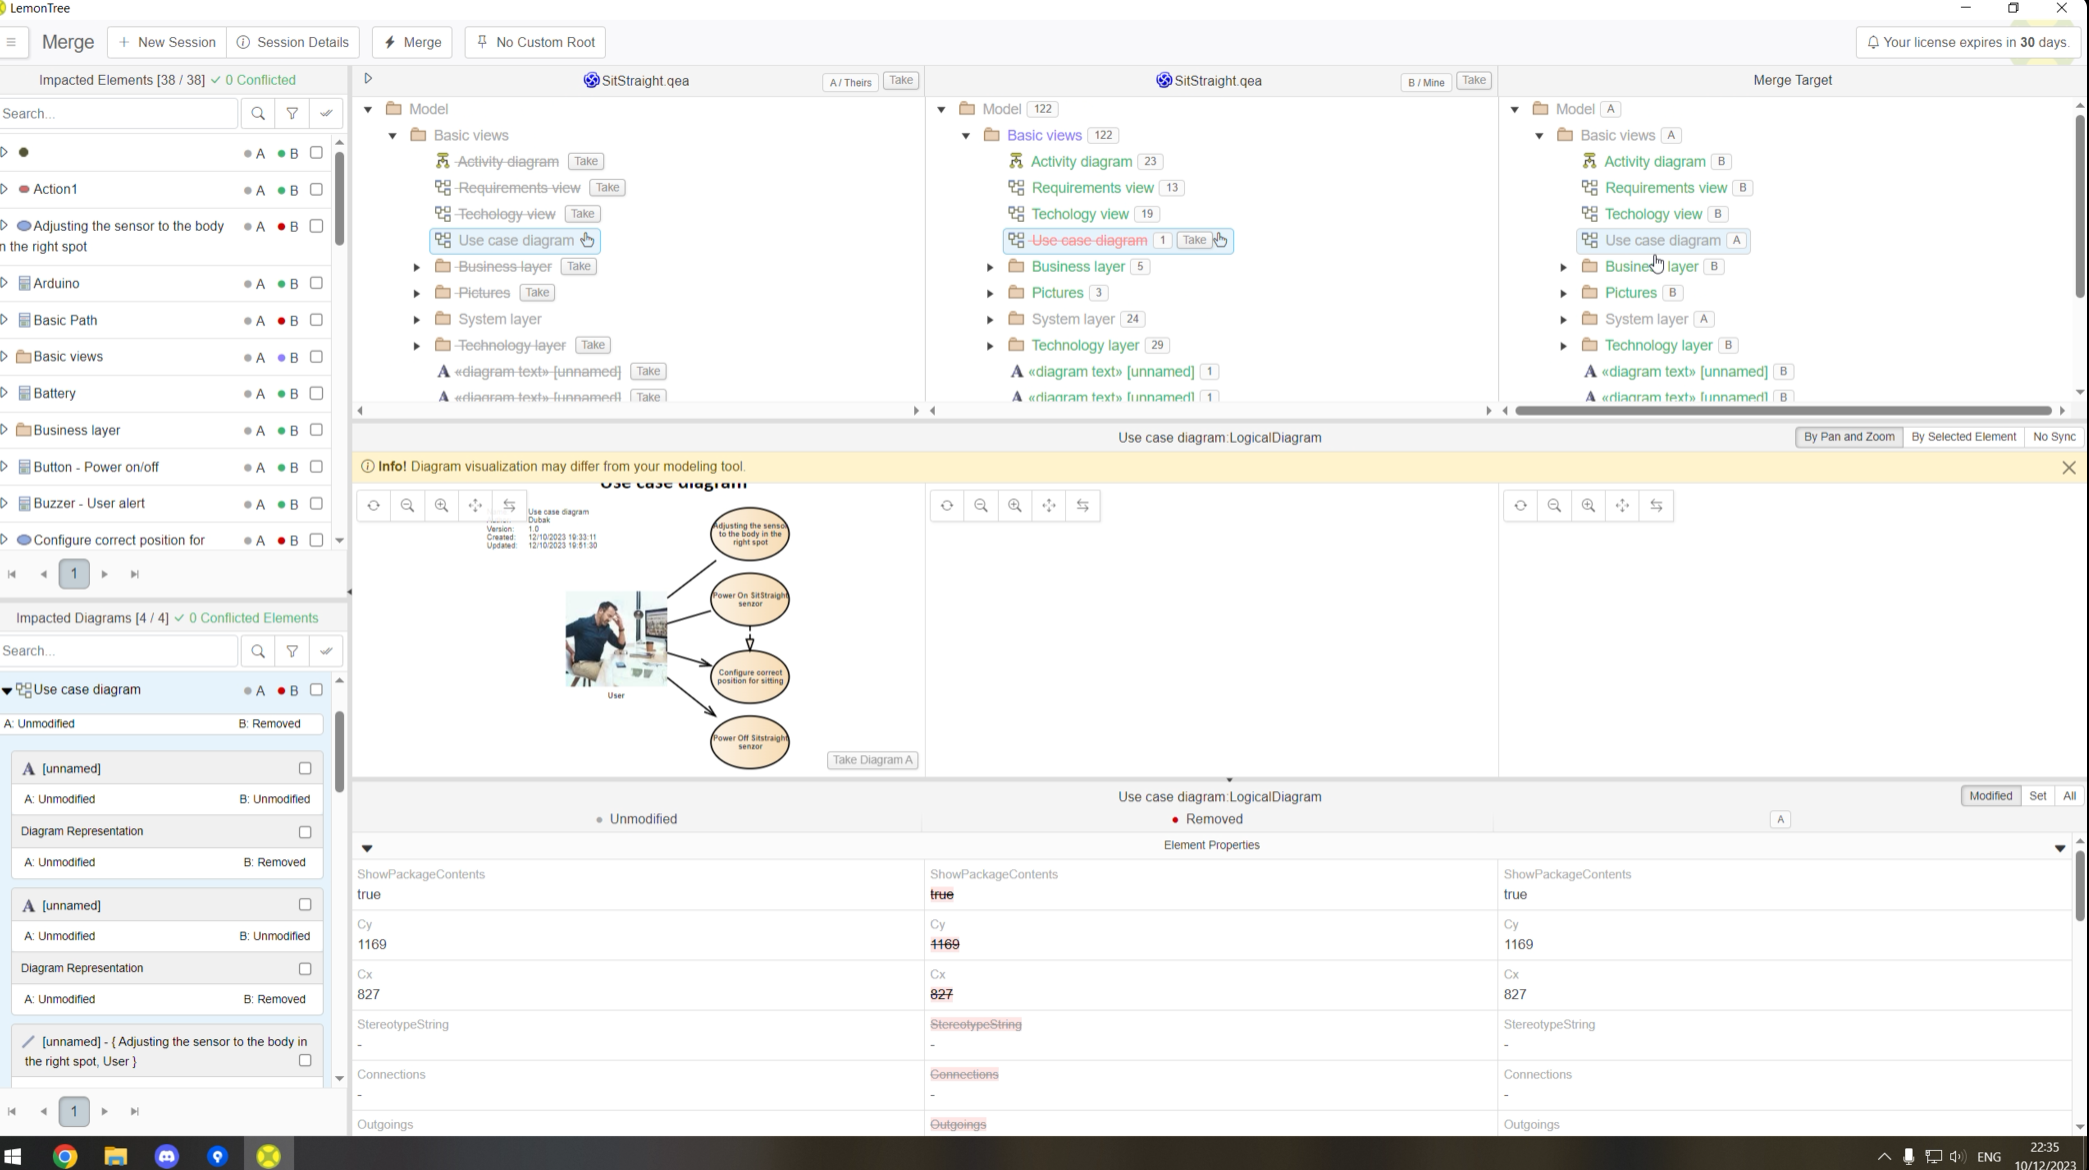 LemonTree
Merge
New Session
Session Details
Merge
No Custom Root
Your license expires in 30 days.
Impacted Elements [38 / 38] 0 Conflicted
Search...
A B
Action1 A B
Adjusting the sensor to the body A B
n the right spot
Arduino A B
Basic Path A B
Basic views A B
Battery A B
Business layer A B
Button - Power on/off A B
Buzzer - User alert A B
Configure correct position for A B
1
Impacted Diagrams [4 / 4] 0 Conflicted Elements
Search...
Use case diagram A B
A: Unmodified B: Removed
[unnamed]
A: Unmodified B: Unmodified
Diagram Representation
A: Unmodified B: Removed
[unnamed]
A: Unmodified B: Unmodified
Diagram Representation
A: Unmodified B: Removed
[unnamed] - { Adjusting the sensor to the body in
the right spot, User }
1
SitStraight.qea A / Theirs Take
Model
Basic views
Activity diagram Take
Requirements view Take
Techology view Take
Use case diagram
Business layer Take
Pictures Take
System layer
Technology layer Take
«diagram text» [unnamed] Take
«diagram text» [unnamed] Take
SitStraight.qea B / Mine Take
Model 122
Basic views 122
Activity diagram 23
Requirements view 13
Techology view 19
Use case diagram 1 Take
Business layer 5
Pictures 3
System layer 24
Technology layer 29
«diagram text» [unnamed] 1
«diagram text» [unnamed] 1
Merge Target
Model A
Basic views A
Activity diagram B
Requirements view B
Techology view B
Use case diagram A
Business layer B
Pictures B
System layer A
Technology layer B
«diagram text» [unnamed] B
«diagram text» [unnamed] B
Use case diagram:LogicalDiagram
By Pan and Zoom By Selected Element No Sync
Info! Diagram visualization may differ from your modeling tool.
Use case diagram
Use case diagram
Dubak
Version: 1.0
Created: 12/10/2023 19:33:11
Updated: 12/10/2023 19:51:30
Adjusting the senso
to the body in the
right spot
Power On SitStraight
senzor
Configure correct
position for sitting
Power Off Sitstraight
senzor
User
Take Diagram A
Use case diagram:LogicalDiagram
Modified Set All
Unmodified Removed A
Element Properties
ShowPackageContents ShowPackageContents ShowPackageContents
true true true
Cy Cy Cy
1169 1169 1169
Cx Cx Cx
827 827 827
StereotypeString StereotypeString StereotypeString
- - -
Connections Connections Connections
- - -
Outgoings Outgoings Outgoings
ENG
22:35
10/12/2023